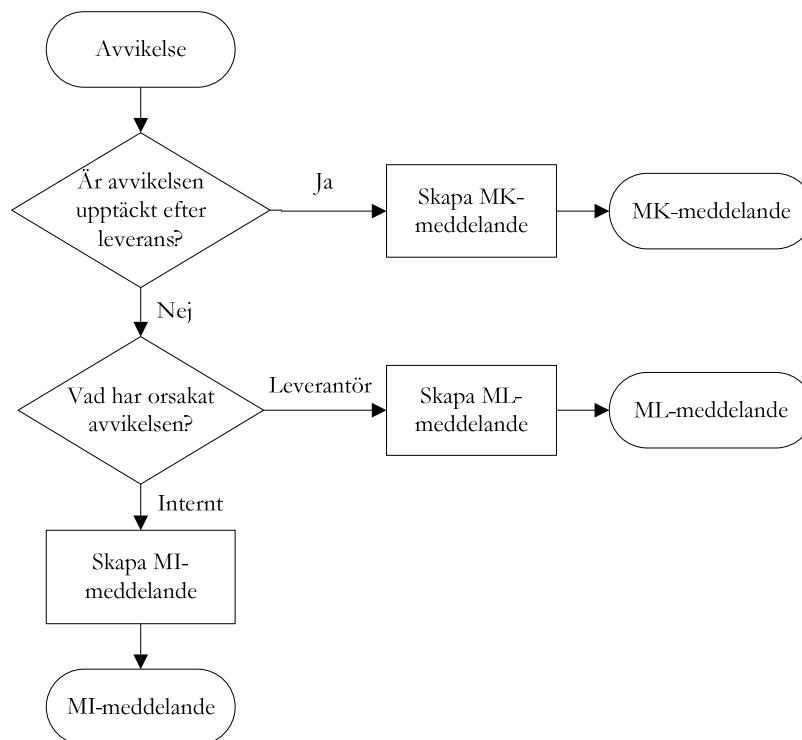 Avvikelse
Är avvikelsen
upptäckt efter
leverans?
Ja
Skapa MK-
meddelande
MK-meddelande
Nej
Vad har orsakat
avvikelsen?
Leverantör
Skapa ML-
meddelande
ML-meddelande
Internt
Skapa MI-
meddelande
MI-meddelande